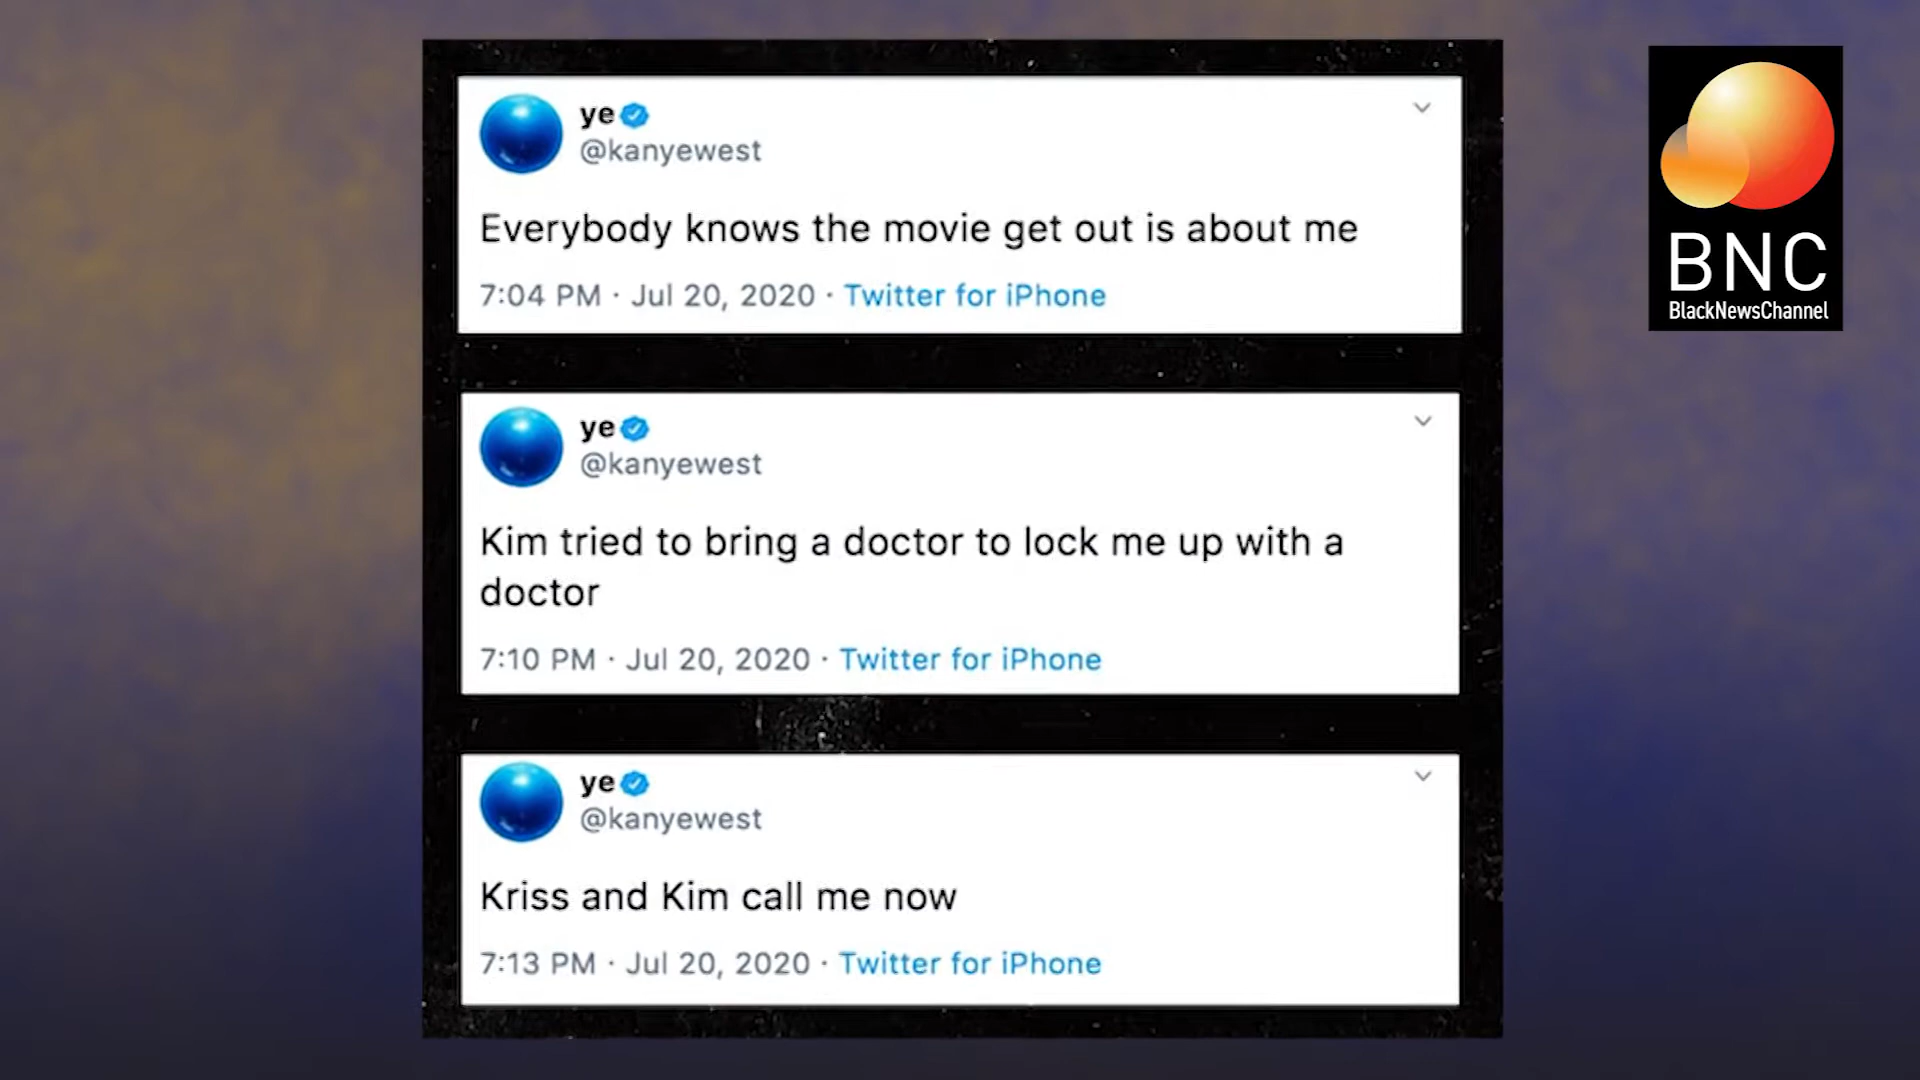 ye
@kanyewest
Everybody knows the movie get out is about me
7:04 PM · Jul 20, 2020 · Twitter for iPhone
ye
@kanyewest
Kim tried to bring a doctor to lock me up with a
doctor
7:10 PM · Jul 20, 2020 · Twitter for iPhone
ye
@kanyewest
Kriss and Kim call me now
7:13 PM · Jul 20, 2020 · Twitter for iPhone
BNC
BlackNewsChannel